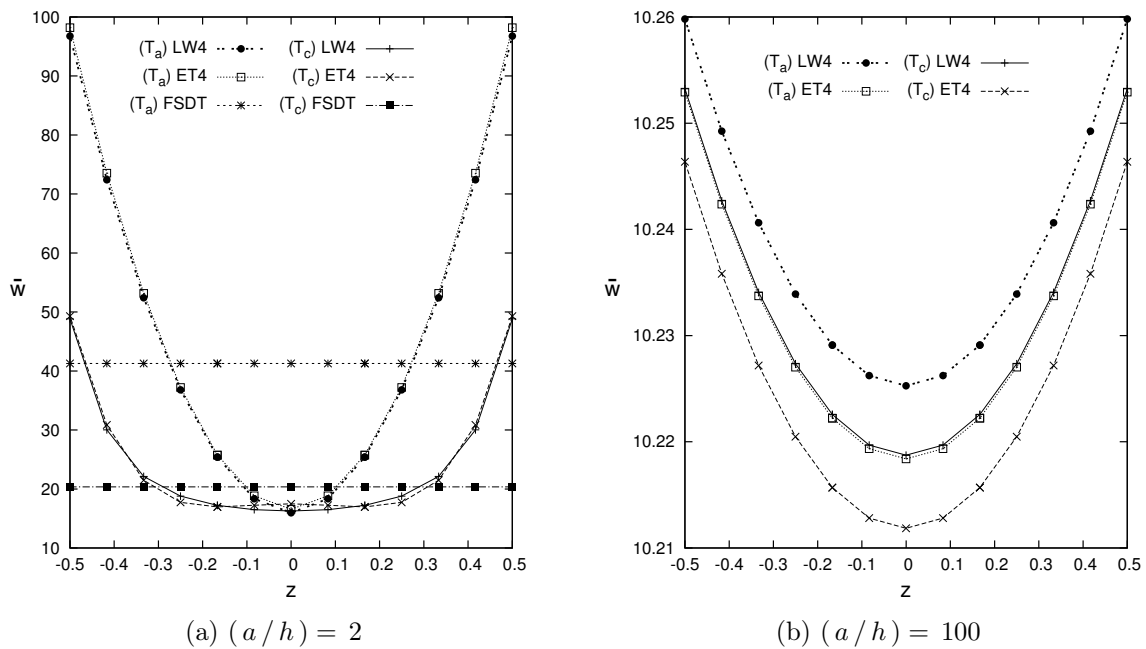 100
90
80
70
60
50
40
30
20
10
w̄
-0.5 -0.4 -0.3 -0.2 -0.1 0 0.1 0.2 0.3 0.4 0.5
z
(Ta) LW4
(Ta) ET4
(Ta) FSDT
(Tc) LW4
(Tc) ET4
(Tc) FSDT
(a) (a/h) = 2
10.26
10.25
10.24
10.23
10.22
10.21
w̄
-0.5 -0.4 -0.3 -0.2 -0.1 0 0.1 0.2 0.3 0.4 0.5
z
(Ta) LW4
(Ta) ET4
(Tc) LW4
(Tc) ET4
(b) (a/h) = 100